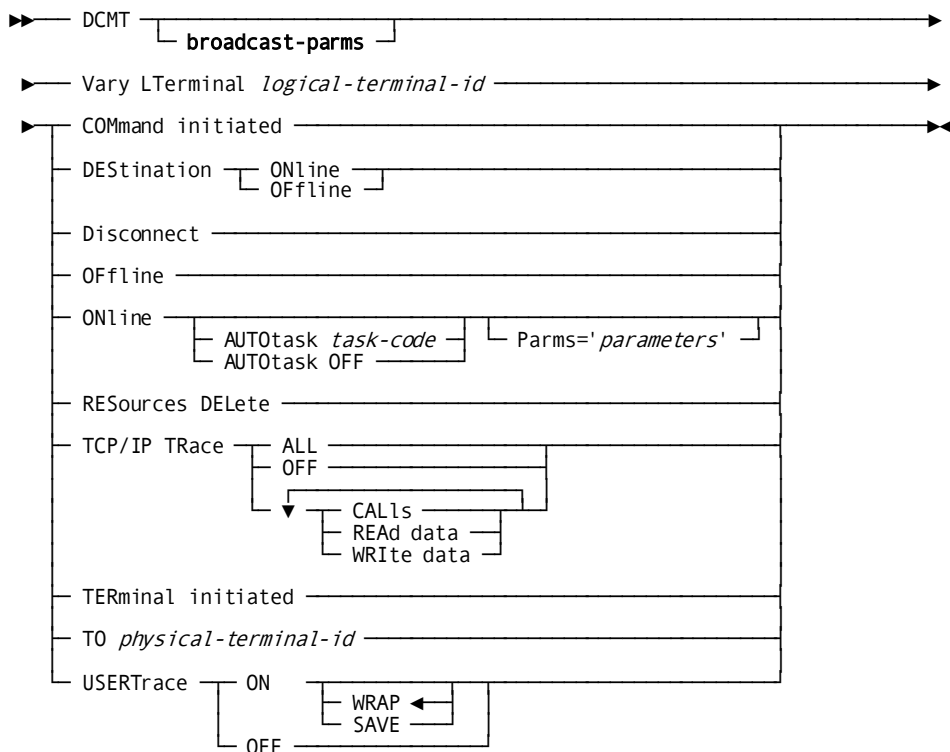 DCMT
broadcast-parms
Vary LTerminal logical-terminal-id
COMmand initiated
DEStination ONline
OFfline
Disconnect
OFfline
ONline
AUTOtask task-code Parms='parameters'
AUTOtask OFF
RESources DELete
TCP/IP TRace ALL
OFF
CALls
REAd data
WRIte data
TERminal initiated
TO physical-terminal-id
USERTrace ON
WRAP
SAVE
OFF